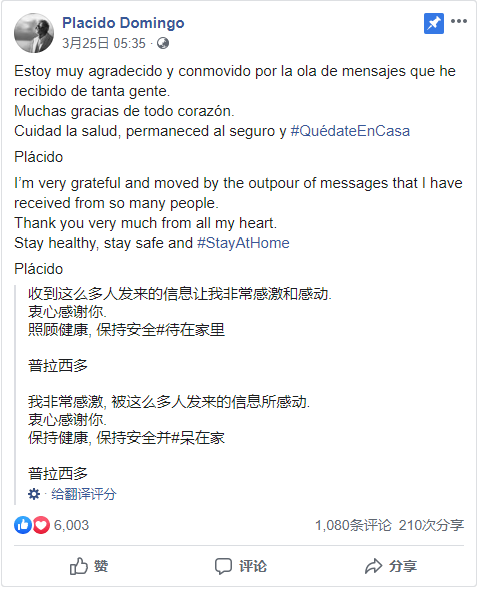 Placido Domingo
3月25日 05:35 ·
Estoy muy agradecido y conmovido por la ola de mensajes que he
recibido de tanta gente.
Muchas gracias de todo corazón.
Cuidad la salud, permaneced al seguro y #QuédateEnCasa
Plácido
I’m very grateful and moved by the outpour of messages that I have
received from so many people.
Thank you very much from all my heart.
Stay healthy, stay safe and #StayAtHome
Plácido
收到这么多人发来的信息让我非常感激和感动.
衷心感谢你.
照顾健康, 保持安全#待在家里
普拉西多
我非常感激, 被这么多人发来的信息所感动.
衷心感谢你.
保持健康, 保持安全并#呆在家
普拉西多
· 给翻译评分
6,003 1,080条评论 210次分享
赞 评论 分享